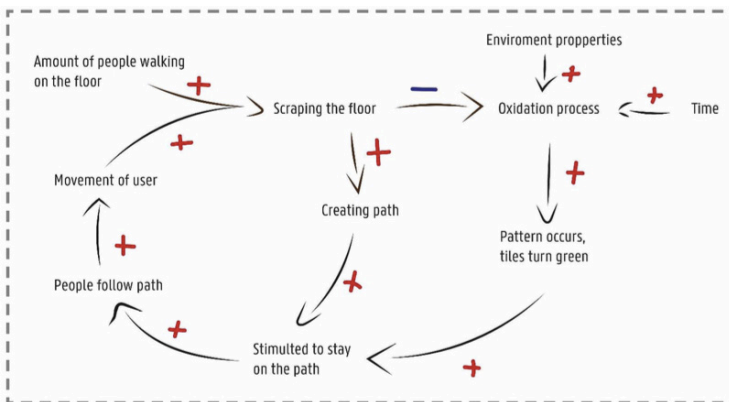 Enviroment propperties
Amount of people walking
on the floor
+
+
+
−
Scraping the floor
Oxidation process
Time
+
+
+
Movement of user
Creating path
Pattern occurs,
tiles turn green
+
People follow path
+
+
Stimulted to stay
on the path
+